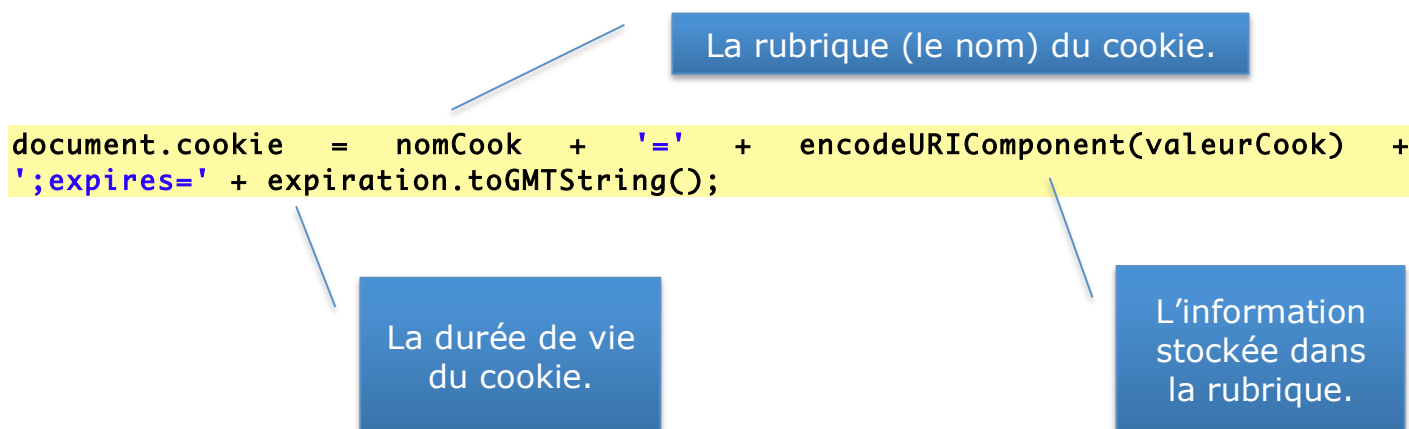 La rubrique (le nom) du cookie.
document.cookie = nomCook + '=' + encodeURIComponent(valeurCook) +
';expires=' + expiration.toGMTString();
La durée de vie
du cookie.
L’information
stockée dans
la rubrique.